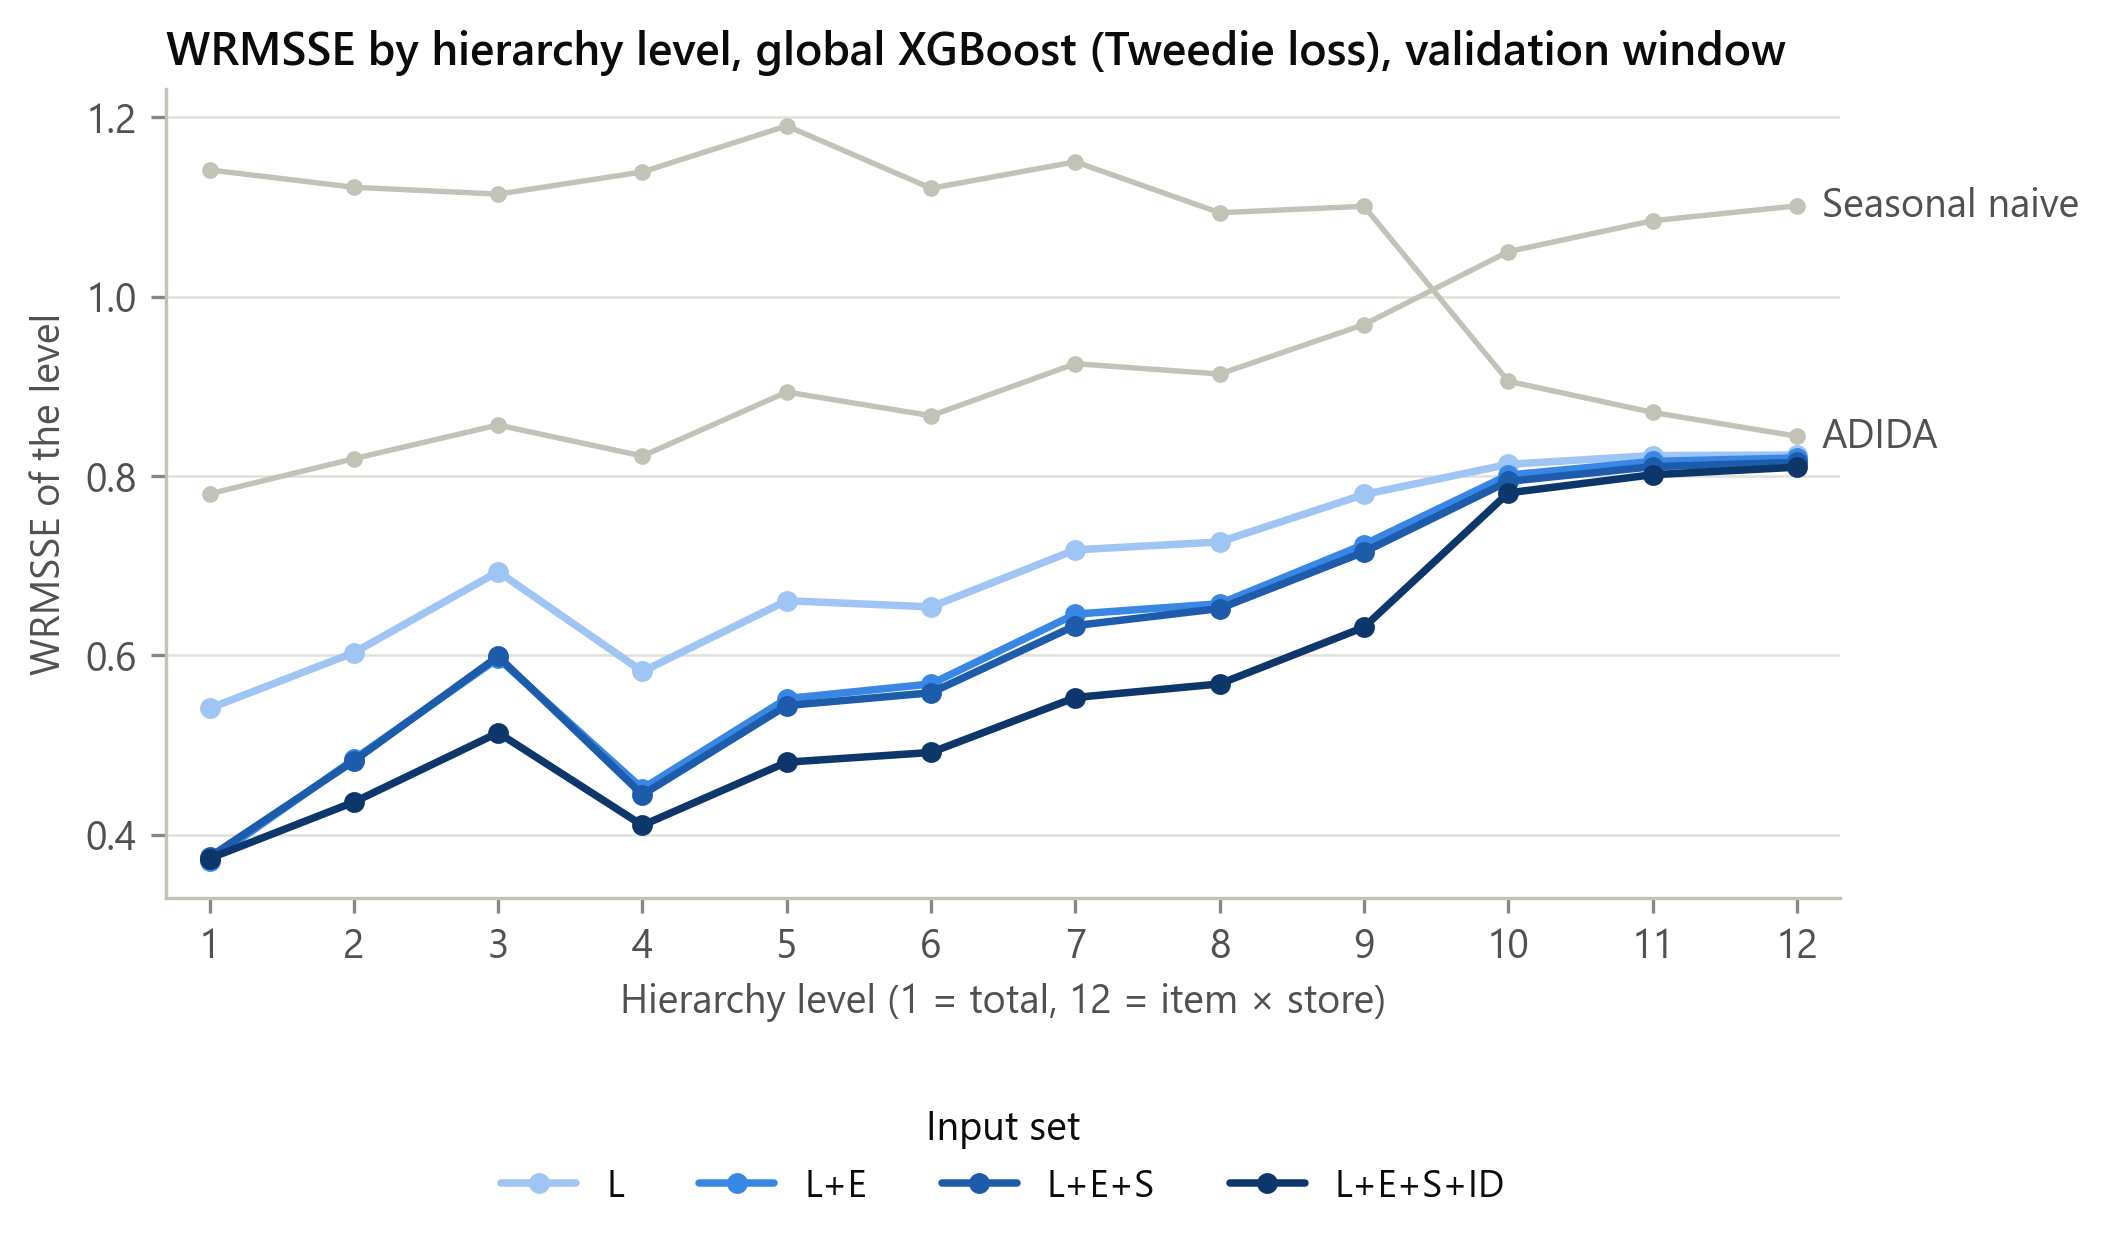 WRMSSE by hierarchy level, global XGBoost (Tweedie loss), validation window
WRMSSE of the level
1.2
1.0
0.8
0.6
0.4
Seasonal naive
ADIDA
1 2 3 4 5 6 7 8 9 10 11 12
Hierarchy level (1 = total, 12 = item × store)
Input set
L L+E L+E+S L+E+S+ID